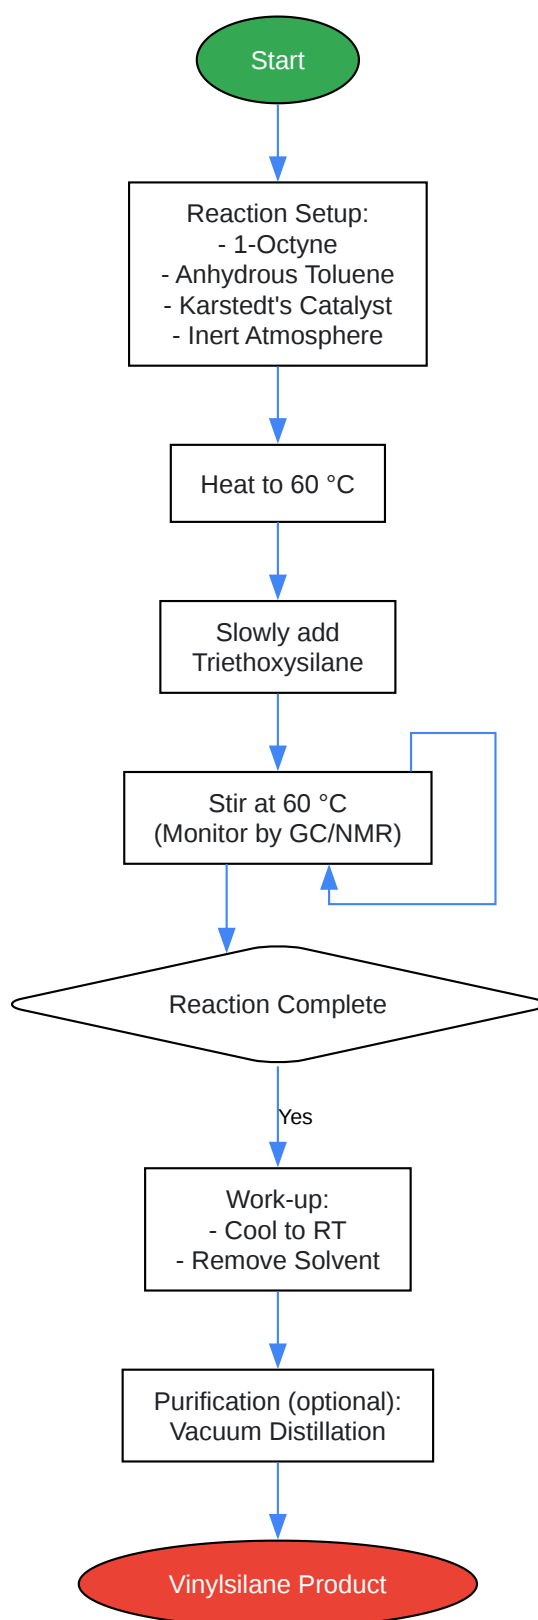 Start
Reaction Setup:
- 1-Octyne
- Anhydrous Toluene
- Karstedt's Catalyst
- Inert Atmosphere
Heat to 60 °C
Slowly add
Triethoxysilane
Stir at 60 °C
(Monitor by GC/NMR)
Reaction Complete
Yes
Work-up:
- Cool to RT
- Remove Solvent
Purification (optional):
Vacuum Distillation
Vinylsilane Product